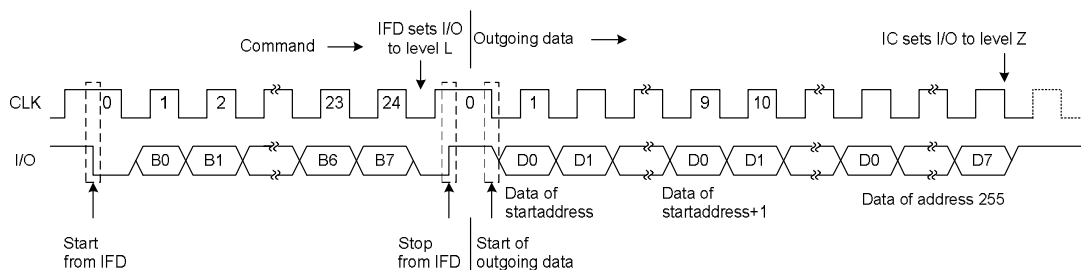 IFD sets I/O
to level L
Command
Outgoing data
IC sets I/O to level Z
CLK
0 1 2 23 24 0 1 9 10
I/O
B0 B1 B6 B7 D0 D1 D0 D1 D0 D7
Data of
startaddress
Data of
startaddress+1
Data of address 255
Start
from IFD
Stop
from IFD
Start of
outgoing data